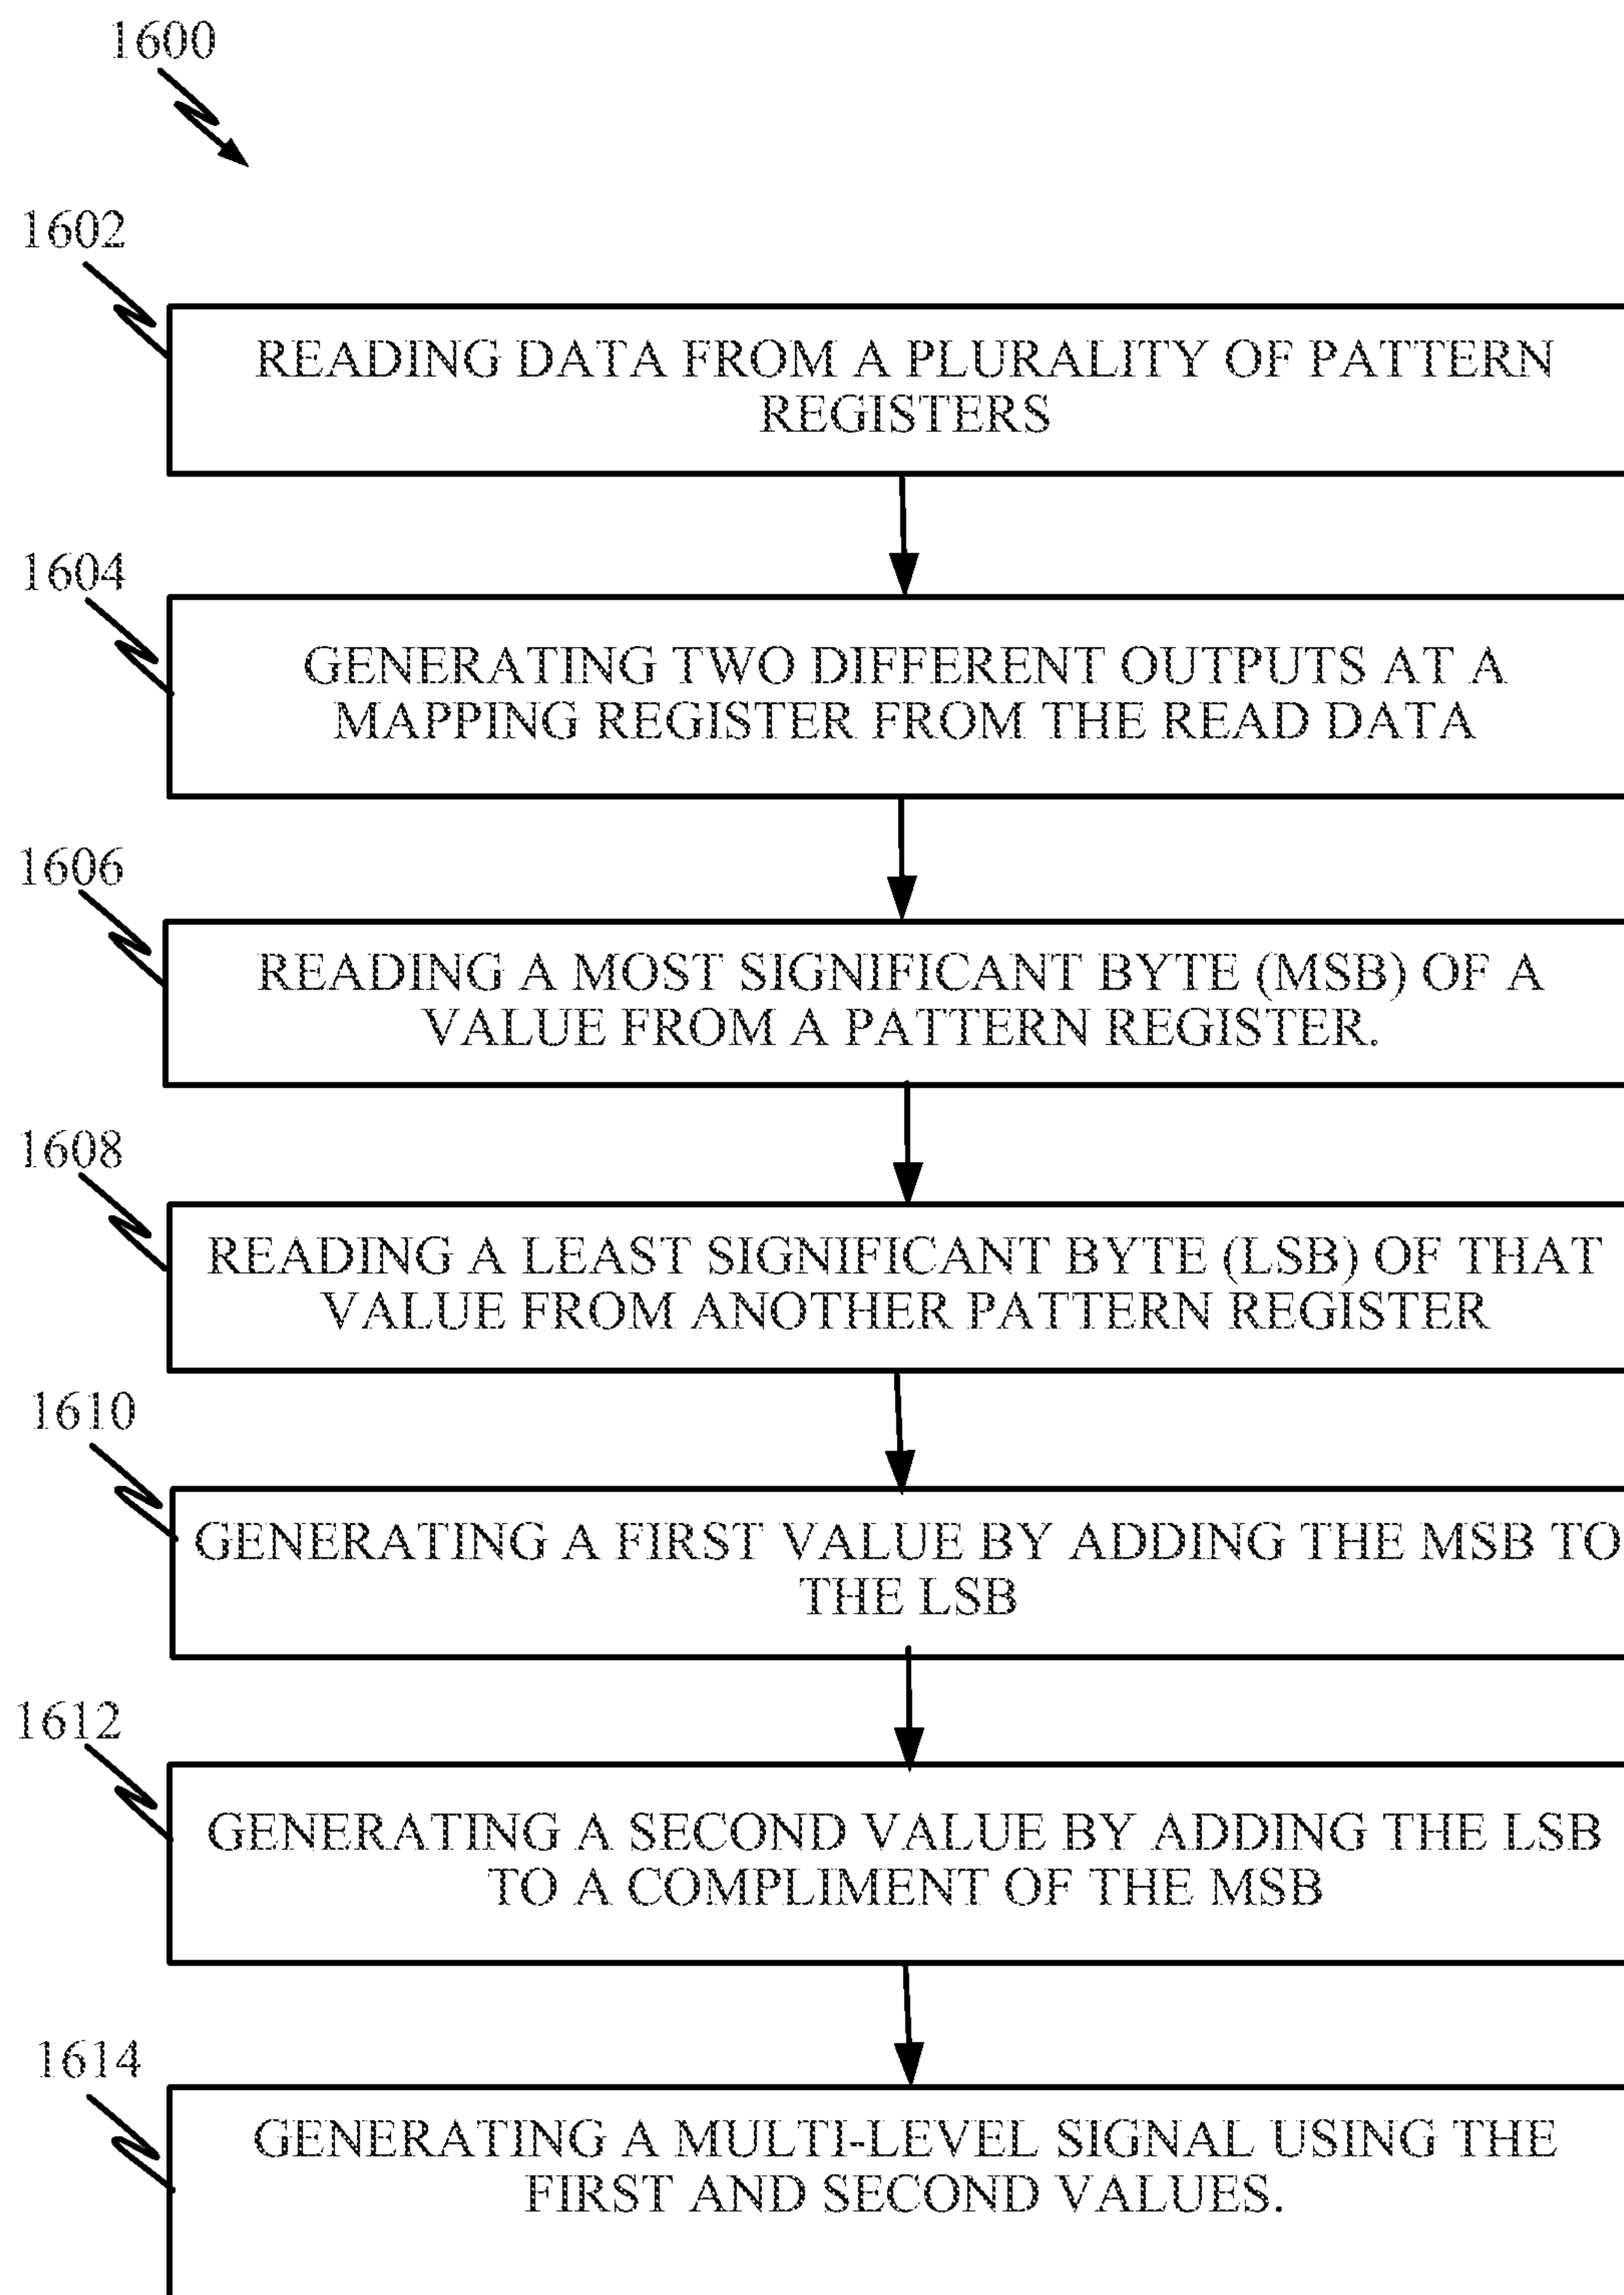 1600
1602
READING DATA FROM A PLURALITY OF PATTERN
REGISTERS
1604
GENERATING TWO DIFFERENT OUTPUTS AT A
MAPPING REGISTER FROM THE READ DATA
1606
READING A MOST SIGNIFICANT BYTE (MSB) OF A
VALUE FROM A PATTERN REGISTER.
1608
READING A LEAST SIGNIFICANT BYTE (LSB) OF THAT
VALUE FROM ANOTHER PATTERN REGISTER
1610
GENERATING A FIRST VALUE BY ADDING THE MSB TO
THE LSB
1612
GENERATING A SECOND VALUE BY ADDING THE LSB
TO A COMPLIMENT OF THE MSB
1614
GENERATING A MULTI-LEVEL SIGNAL USING THE
FIRST AND SECOND VALUES.